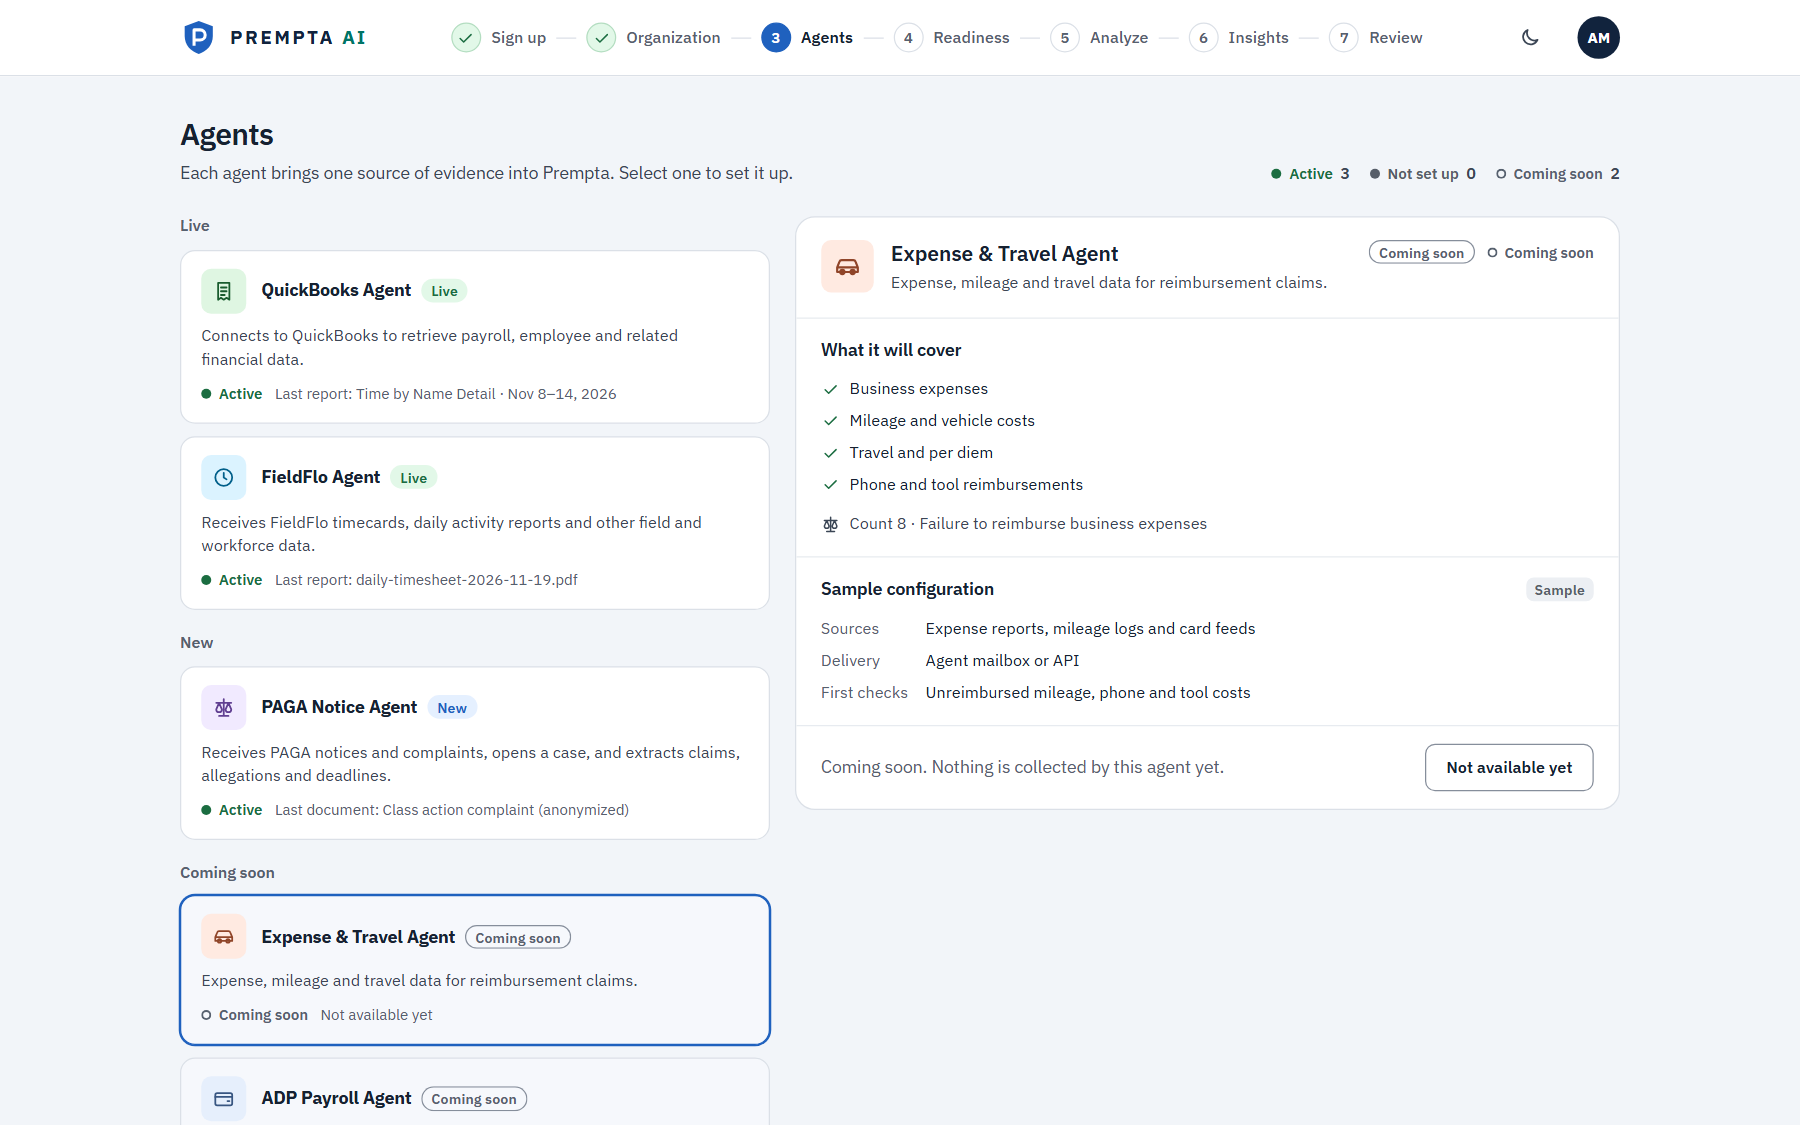 PREMPTA AI
Sign up
Organization
3 Agents
4 Readiness
5 Analyze
6 Insights
7 Review
AM
Agents
Each agent brings one source of evidence into Prempta. Select one to set it up.
Active 3
Not set up 0
Coming soon 2
Live
QuickBooks Agent Live
Connects to QuickBooks to retrieve payroll, employee and related
financial data.
Active Last report: Time by Name Detail · Nov 8–14, 2026
FieldFlo Agent Live
Receives FieldFlo timecards, daily activity reports and other field and
workforce data.
Active Last report: daily-timesheet-2026-11-19.pdf
New
PAGA Notice Agent New
Receives PAGA notices and complaints, opens a case, and extracts claims,
allegations and deadlines.
Active Last document: Class action complaint (anonymized)
Coming soon
Expense & Travel Agent Coming soon
Expense, mileage and travel data for reimbursement claims.
Coming soon Not available yet
ADP Payroll Agent Coming soon
Expense & Travel Agent
Coming soon
Coming soon
Expense, mileage and travel data for reimbursement claims.
What it will cover
Business expenses
Mileage and vehicle costs
Travel and per diem
Phone and tool reimbursements
Count 8 · Failure to reimburse business expenses
Sample configuration
Sample
Sources Expense reports, mileage logs and card feeds
Delivery Agent mailbox or API
First checks Unreimbursed mileage, phone and tool costs
Coming soon. Nothing is collected by this agent yet.
Not available yet